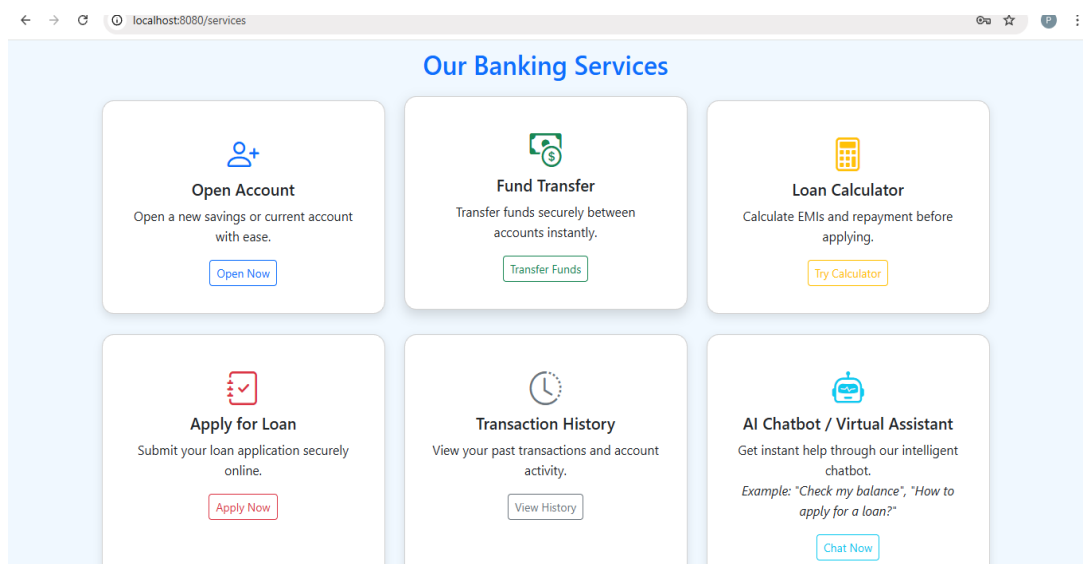 localhost:8080/services
P
Our Banking Services
Open Account
Open a new savings or current account
with ease.
Open Now
Fund Transfer
Transfer funds securely between
accounts instantly.
Transfer Funds
Loan Calculator
Calculate EMIs and repayment before
applying.
Try Calculator
Apply for Loan
Submit your loan application securely
online.
Apply Now
Transaction History
View your past transactions and account
activity.
View History
AI Chatbot / Virtual Assistant
Get instant help through our intelligent
chatbot.
Example: "Check my balance", "How to
apply for a loan?"
Chat Now